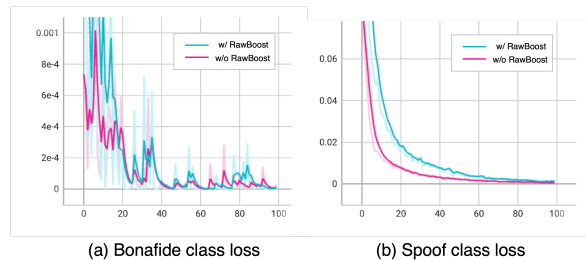 0.001
8e-4
6e-4
4e-4
2e-4
0
0 20 40 60 80 100
w/ RawBoost
w/o RawBoost
(a) Bonafide class loss
0.06
0.04
0.02
0
0 20 40 60 80 100
w/ RawBoost
w/o RawBoost
(b) Spoof class loss